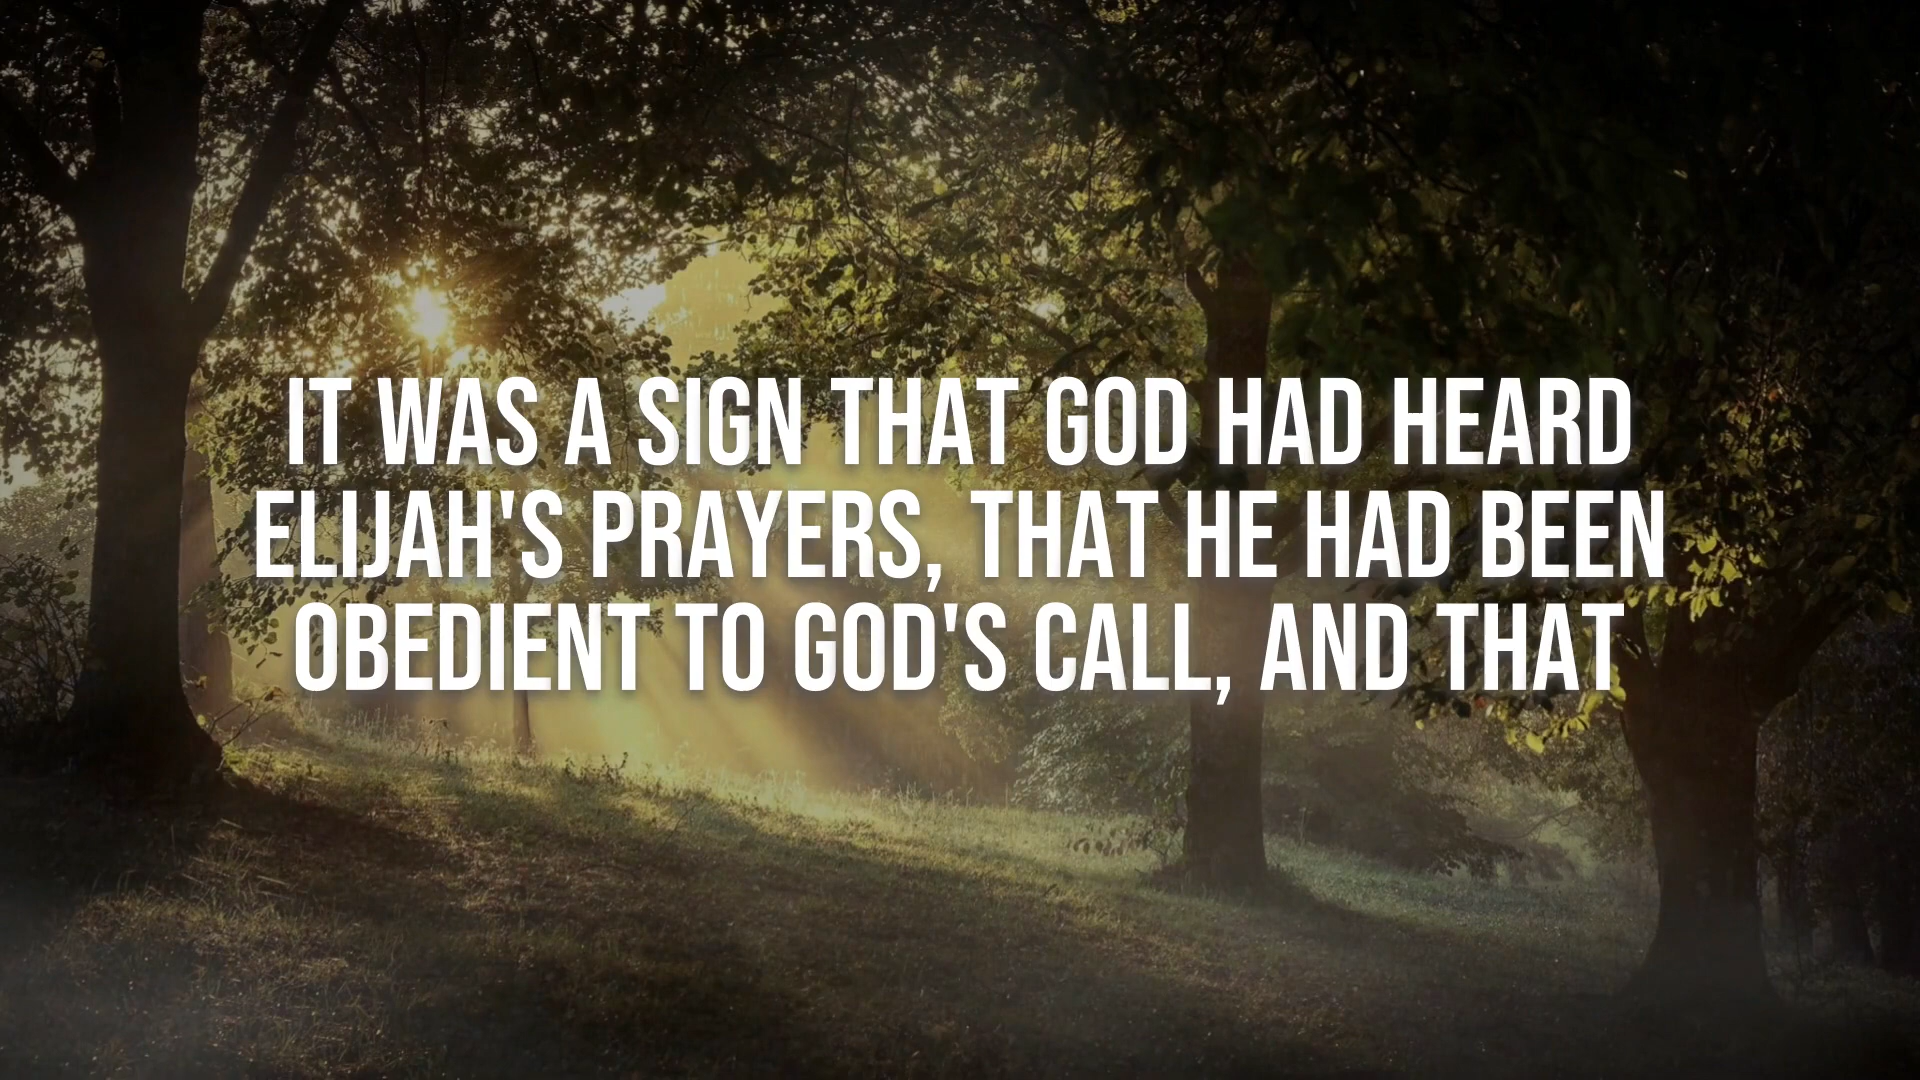 IT WAS A SIGN THAT GOD HAD HEARD
ELIJAH'S PRAYERS, THAT HE HAD BEEN
OBEDIENT TO GOD'S CALL, AND THAT